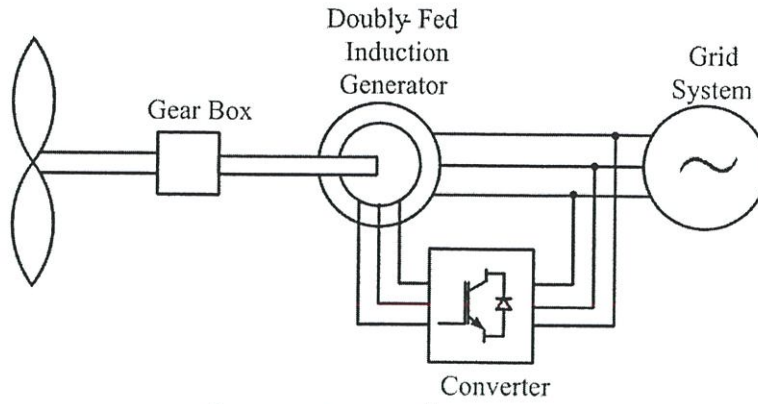 Doubly-Fed
Induction
Generator
Grid
System
Gear Box
Converter